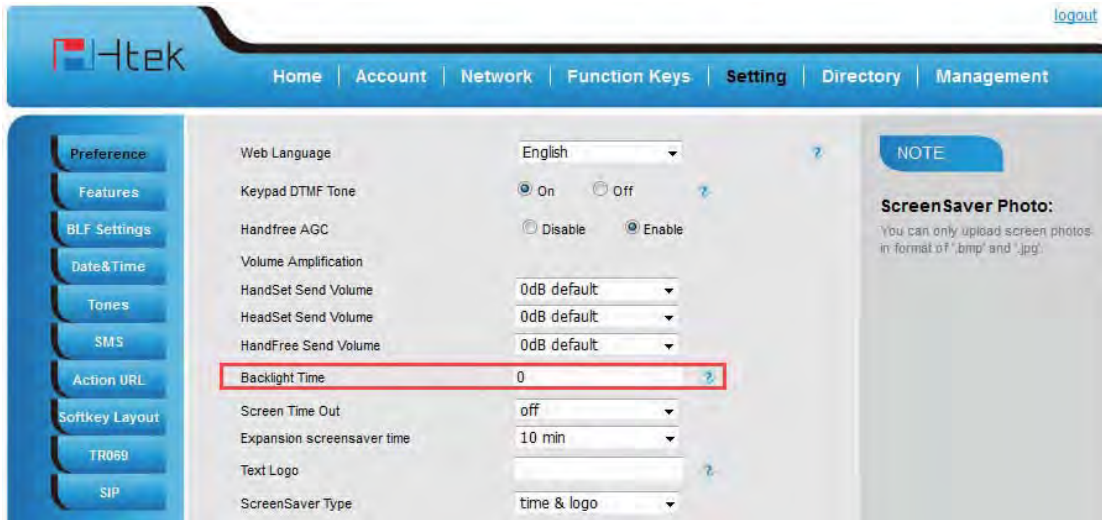 logout
Htek
Home | Account | Network | Function Keys | Setting | Directory | Management
Preference
Features
BLF Settings
Date&Time
Tones
SMS
Action URL
Softkey Layout
TR069
SIP
Web Language English ?
Keypad DTMF Tone On Off ?
Handfree AGC Disable Enable
Volume Amplification
HandSet Send Volume 0dB default
HeadSet Send Volume 0dB default
HandFree Send Volume 0dB default
Backlight Time 0 ?
Screen Time Out off
Expansion screensaver time 10 min
Text Logo ?
ScreenSaver Type time & logo
NOTE
ScreenSaver Photo:
You can only upload screen photos
in format of '.bmp' and '.jpg'.